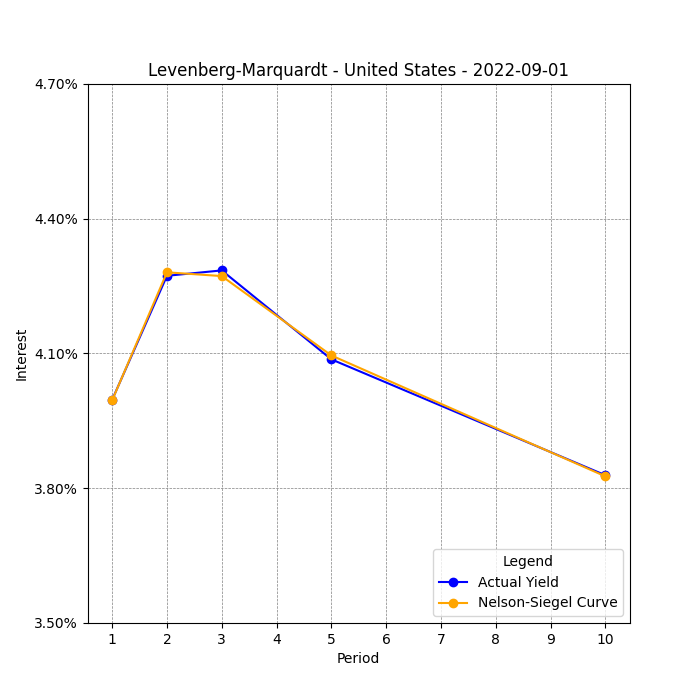 Levenberg-Marquardt - United States - 2022-09-01
4.70%
4.40%
4.10%
3.80%
3.50%
Interest
1 2 3 4 5 6 7 8 9 10
Period
Legend
Actual Yield
Nelson-Siegel Curve